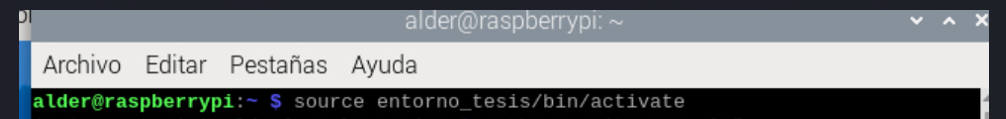 alder@raspberrypi: ~
Archivo Editar Pestañas Ayuda
alder@raspberrypi:~ $ source entorno_tesis/bin/activate